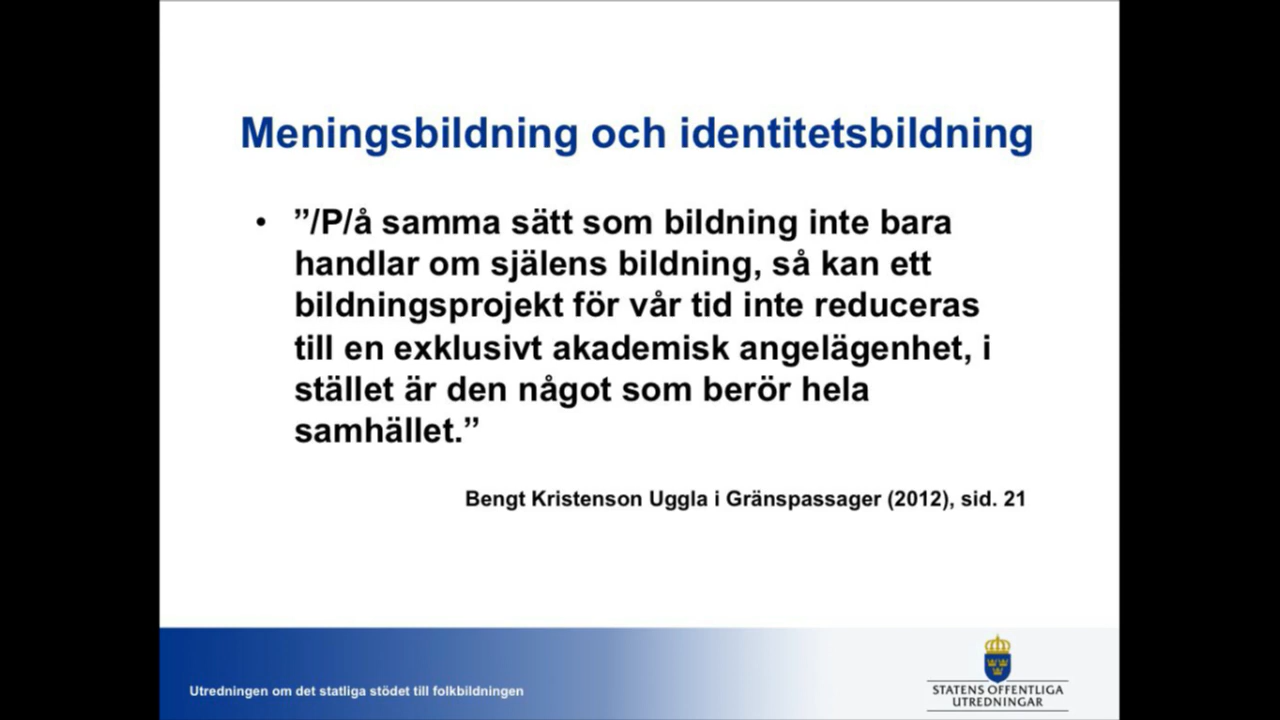 Meningsbildning och identitetsbildning
• ”/P/å samma sätt som bildning inte bara
handlar om själens bildning, så kan ett
bildningsprojekt för vår tid inte reduceras
till en exklusivt akademisk angelägenhet, i
stället är den något som berör hela
samhället.”
Bengt Kristenson Uggla i Gränspassager (2012), sid. 21
Utredningen om det statliga stödet till folkbildningen
STATENS OFFENTLIGA
UTREDNINGAR